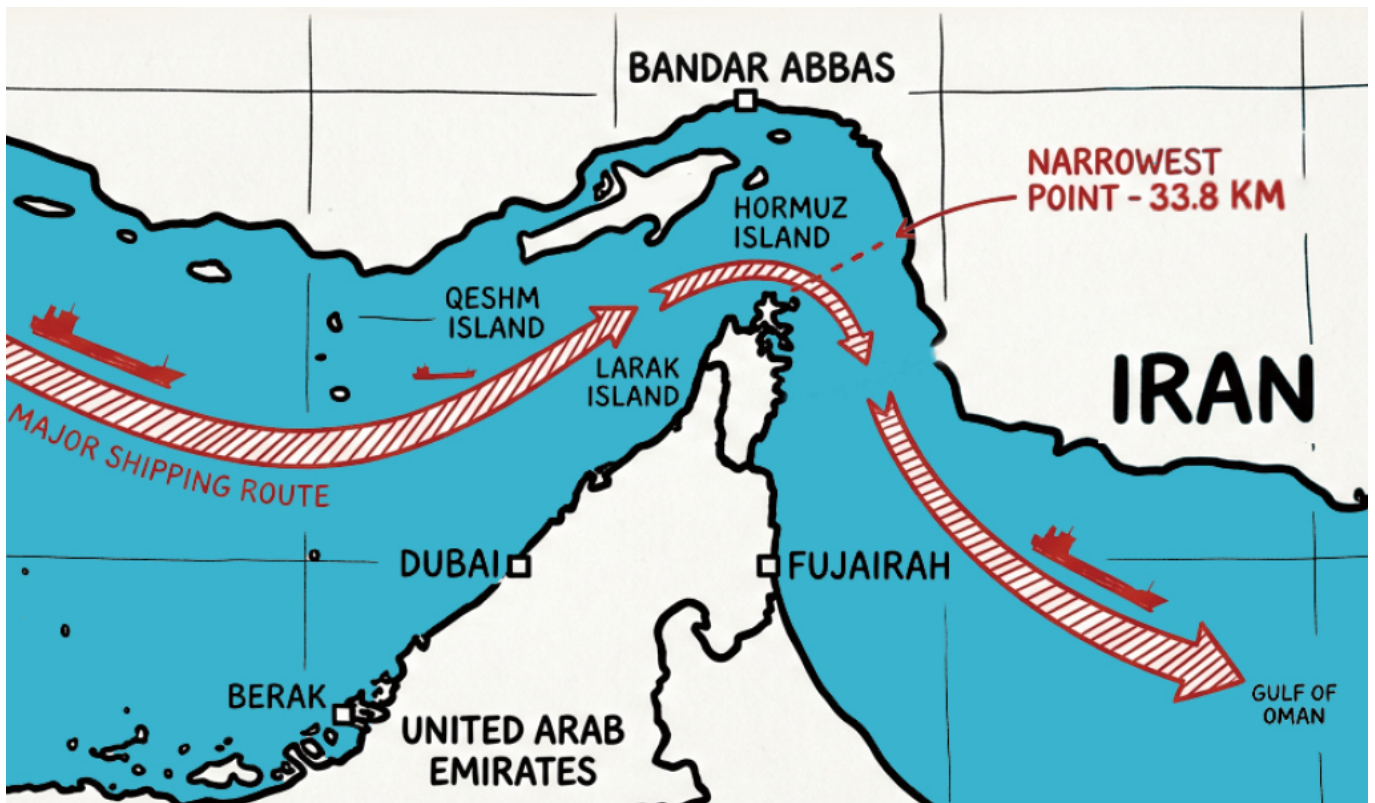 BANDAR ABBAS
NARROWEST
POINT - 33.8 KM
HORMUZ
ISLAND
QESHM
ISLAND
LARAK
ISLAND
IRAN
MAJOR SHIPPING ROUTE
DUBAI
FUJAIRAH
BERAK
UNITED ARAB
EMIRATES
GULF OF
OMAN